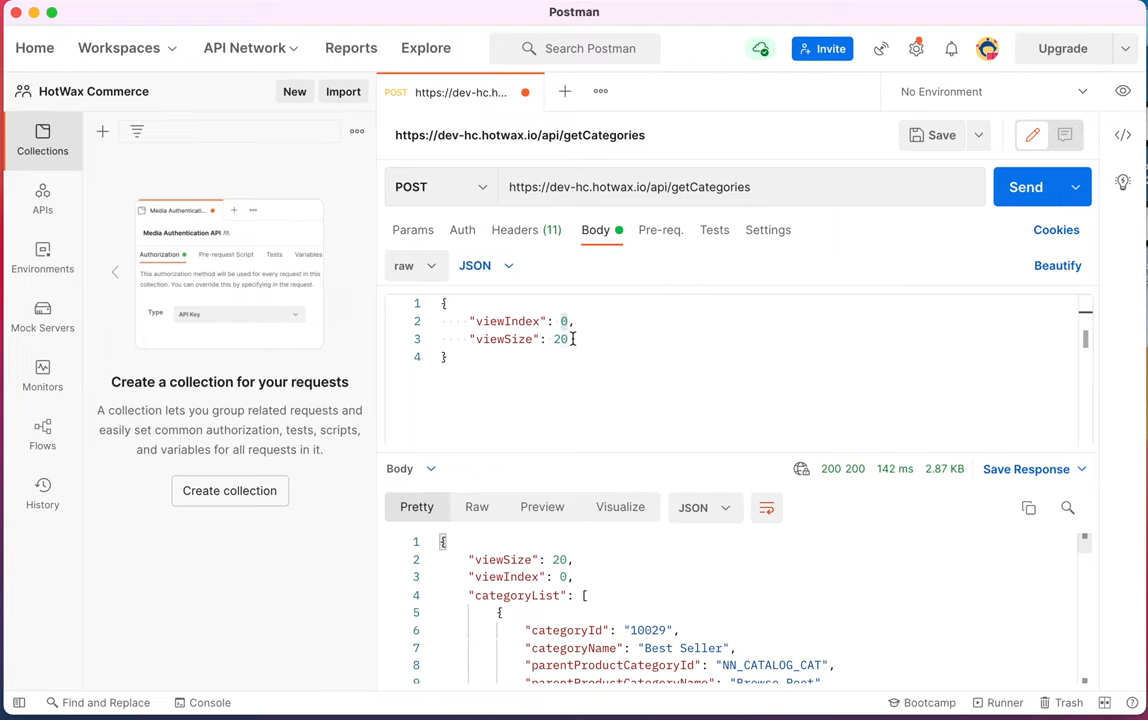 Postman
Home Workspaces API Network Reports Explore Search Postman Invite Upgrade
HotWax Commerce New Import
POST https://dev-hc.h... No Environment
https://dev-hc.hotwax.io/api/getCategories Save
Collections
APIs
Environments
Mock Servers
Monitors
Flows
History
Media Authenticati...
Media Authentication API
Authorization Pre-request Script Tests Variables
This authorization method will be used for every request in this
collection. You can override this by specifying in the request.
Type API Key
Create a collection for your requests
A collection lets you group related requests and
easily set common authorization, tests, scripts,
and variables for all requests in it.
Create collection
POST https://dev-hc.hotwax.io/api/getCategories Send
Params Auth Headers (11) Body Pre-req. Tests Settings Cookies
raw JSON Beautify
1 {
2 "viewIndex": 0,
3 "viewSize": 20
4 }
Body 200 200 142 ms 2.87 KB Save Response
Pretty Raw Preview Visualize JSON
1 {
2 "viewSize": 20,
3 "viewIndex": 0,
4 "categoryList": [
5 {
6 "categoryId": "10029",
7 "categoryName": "Best Seller",
8 "parentProductCategoryId": "NN_CATALOG_CAT",
9 "parentProductCategoryName": "Browse Root"
Find and Replace Console Bootcamp Runner Trash